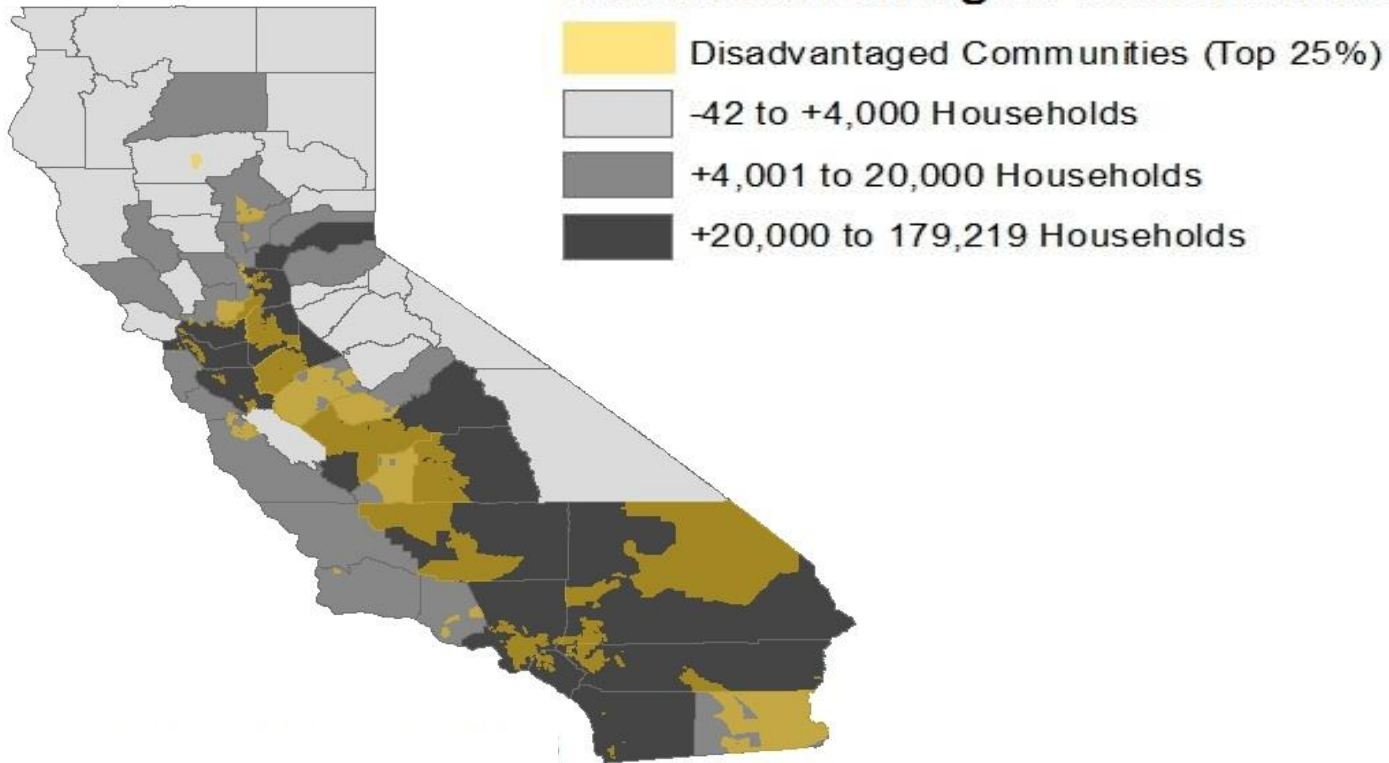 Disadvantaged Communities (Top 25%)
-42 to +4,000 Households
+4,001 to 20,000 Households
+20,000 to 179,219 Households